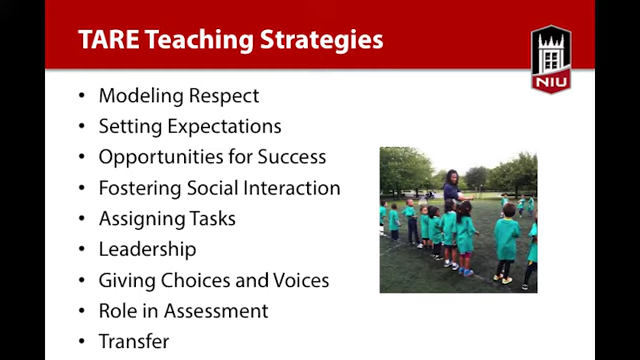 TARE Teaching Strategies
NIU
• Modeling Respect
• Setting Expectations
• Opportunities for Success
• Fostering Social Interaction
• Assigning Tasks
• Leadership
• Giving Choices and Voices
• Role in Assessment
• Transfer